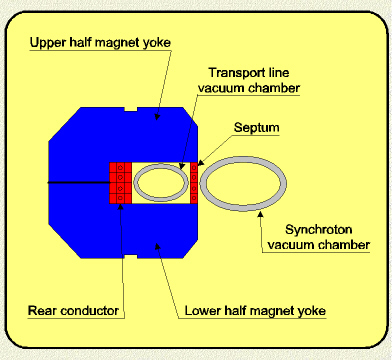 Upper half magnet yoke
Transport line
vacuum chamber
Septum
Synchroton
vacuum chamber
Rear conductor
Lower half magnet yoke